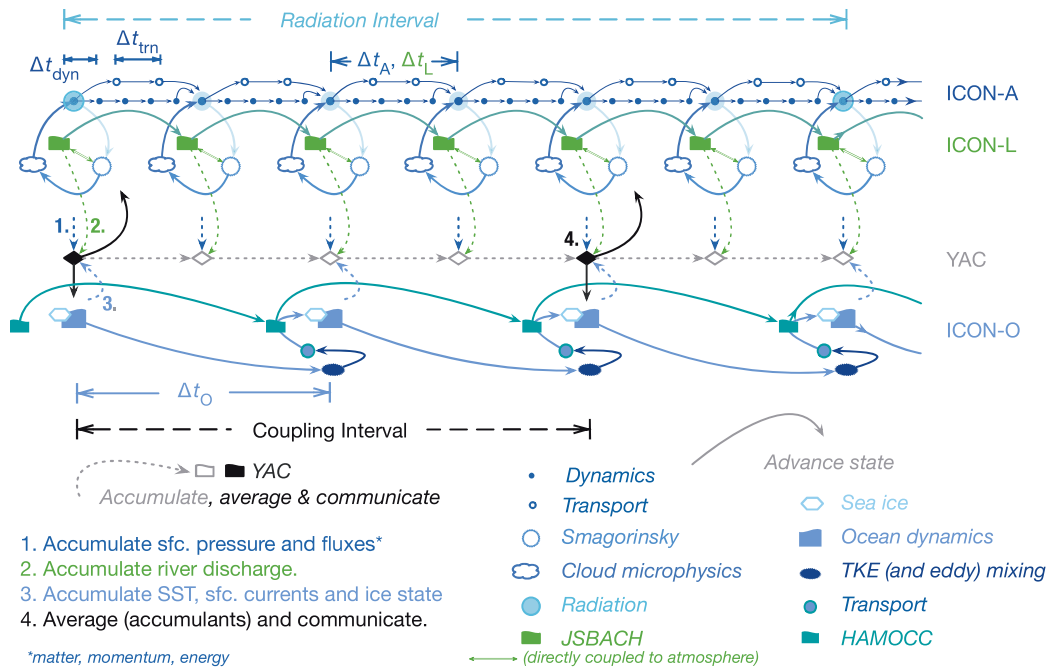 Radiation Interval
Δt_dyn
Δt_trn
Δt_A, Δt_L
ICON-A
ICON-L
1.
2.
4.
YAC
3.
ICON-O
Δt_O
Coupling Interval
YAC
Accumulate, average & communicate
Advance state
Dynamics
Transport
Smagorinsky
Cloud microphysics
Radiation
JSBACH
(directly coupled to atmosphere)
Sea ice
Ocean dynamics
TKE (and eddy) mixing
Transport
HAMOCC
1. Accumulate sfc. pressure and fluxes*
2. Accumulate river discharge.
3. Accumulate SST, sfc. currents and ice state
4. Average (accumulants) and communicate.
*matter, momentum, energy